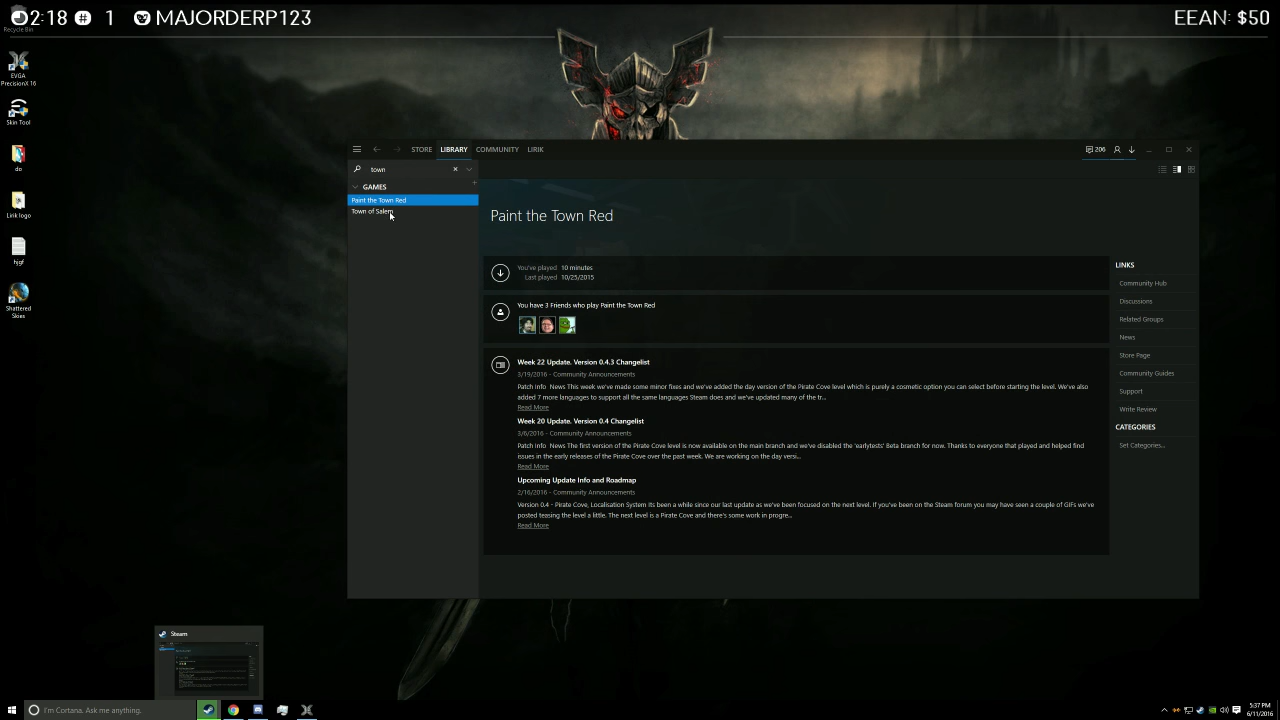 2:18 # 1 MAJORDERP123
EEAN: $50
Recycle Bin
EVGA
PrecisionX 16
Skin Tool
do
Lirik logo
hjgf
Shattered
Skies
STORE LIBRARY COMMUNITY LIRIK
206
town
GAMES
Paint the Town Red
Town of Salem
Paint the Town Red
You've played 10 minutes
Last played 10/25/2015
You have 3 Friends who play Paint the Town Red
Week 22 Update. Version 0.4.3 Changelist
3/19/2016 - Community Announcements
Patch Info News This week we've made some minor fixes and we've added the day version of the Pirate Cove level which is purely a cosmetic option you can select before starting the level. We've also
added 7 more languages to support all the same languages Steam does and we've updated many of the tr...
Read More
Week 20 Update. Version 0.4 Changelist
3/6/2016 - Community Announcements
Patch Info News The first version of the Pirate Cove level is now available on the main branch and we've disabled the 'earlytests' Beta branch for now. Thanks to everyone that played and helped find
issues in the early releases of the Pirate Cove over the past week. We are working on the day versi...
Read More
Upcoming Update Info and Roadmap
2/16/2016 - Community Announcements
Version 0.4 - Pirate Cove, Localisation System Its been a while since our last update as we've been focused on the next level. If you've been on the Steam forum you may have seen a couple of GIFs we've
posted teasing the level a little. The next level is a Pirate Cove and there's some work in progre...
Read More
LINKS
Community Hub
Discussions
Related Groups
News
Store Page
Community Guides
Support
Write Review
CATEGORIES
Set Categories...
Steam
I'm Cortana. Ask me anything.
5:37 PM
6/11/2016